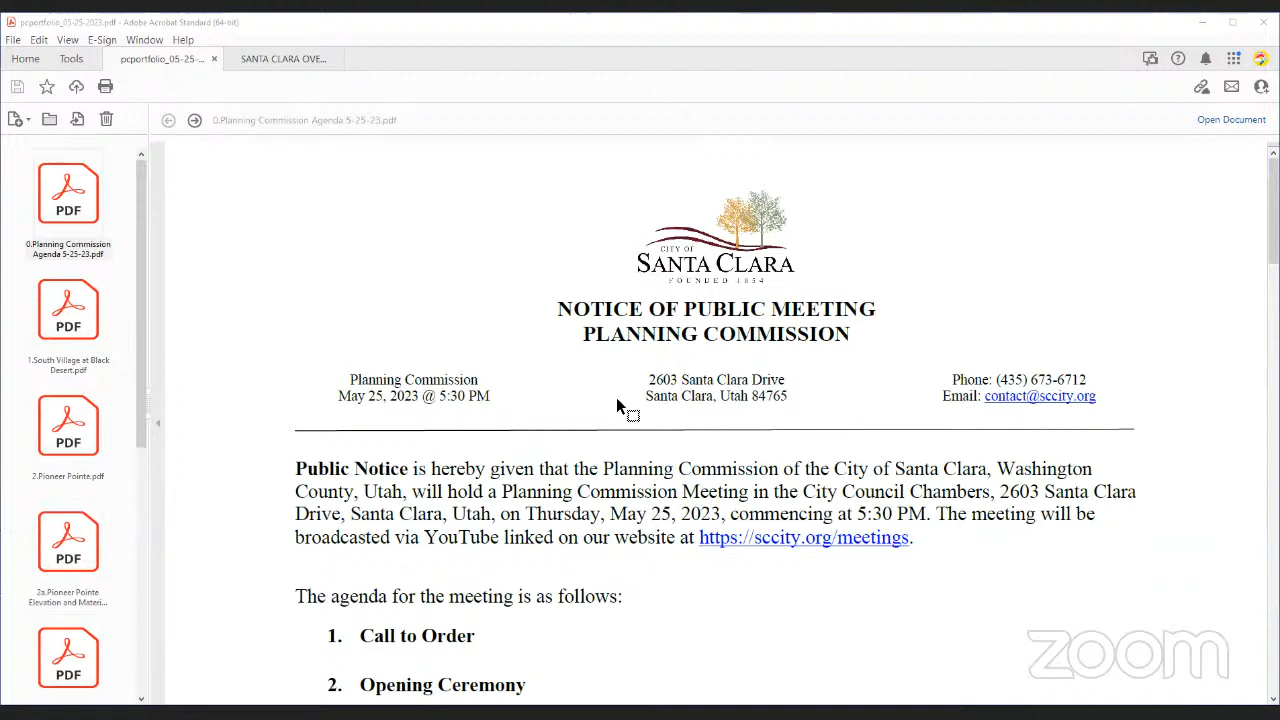 pcportfolio_05-25-2023.pdf - Adobe Acrobat Standard (64-bit)
File Edit View E-Sign Window Help
Home Tools pcportfolio_05-25-... × SANTA CLARA OVE...
0.Planning Commission Agenda 5-25-23.pdf Open Document
PDF
0.Planning Commission
Agenda 5-25-23.pdf
PDF
1.South Village at Black
Desert.pdf
PDF
2.Pioneer Pointe.pdf
PDF
2a.Pioneer Pointe
Elevation and Materi...
PDF
CITY OF
SANTA CLARA
FOUNDED 1854
NOTICE OF PUBLIC MEETING
PLANNING COMMISSION
Planning Commission 2603 Santa Clara Drive Phone: (435) 673-6712
May 25, 2023 @ 5:30 PM Santa Clara, Utah 84765 Email: contact@sccity.org
Public Notice is hereby given that the Planning Commission of the City of Santa Clara, Washington
County, Utah, will hold a Planning Commission Meeting in the City Council Chambers, 2603 Santa Clara
Drive, Santa Clara, Utah, on Thursday, May 25, 2023, commencing at 5:30 PM. The meeting will be
broadcasted via YouTube linked on our website at https://sccity.org/meetings.
The agenda for the meeting is as follows:
1. Call to Order
2. Opening Ceremony
zoom